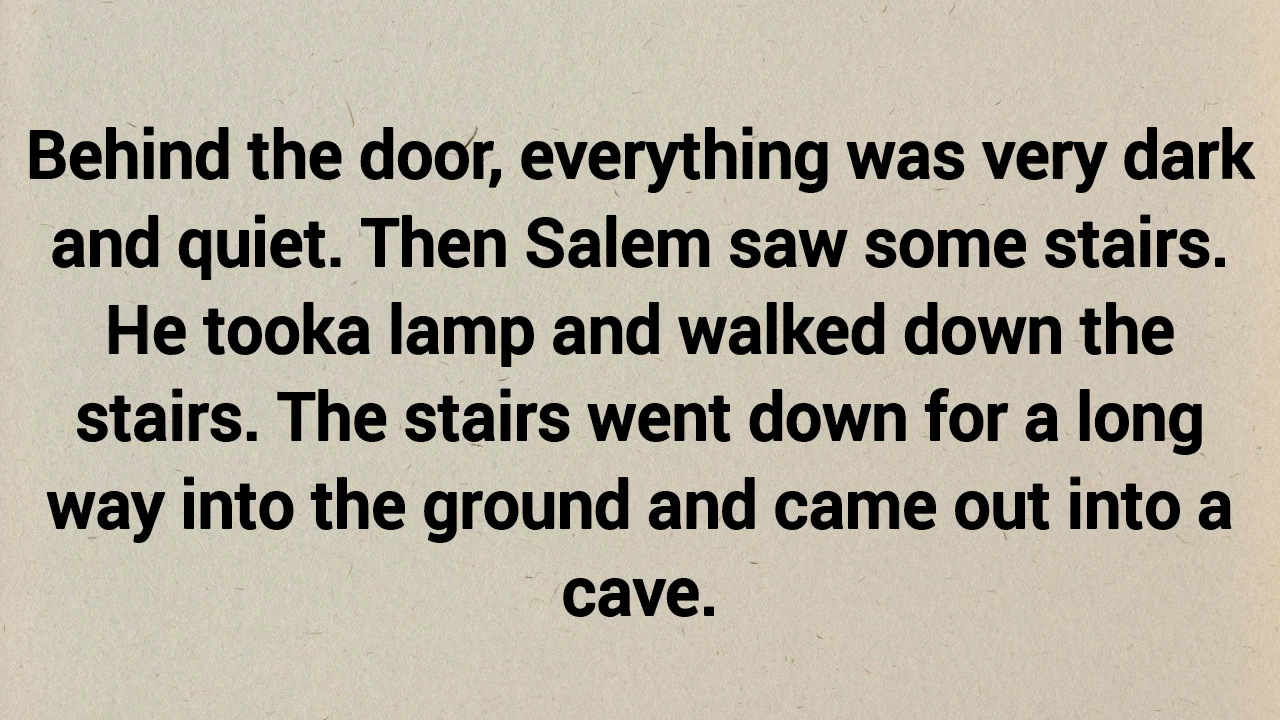 Behind the door, everything was very dark
and quiet. Then Salem saw some stairs.
He tooka lamp and walked down the
stairs. The stairs went down for a long
way into the ground and came out into a
cave.